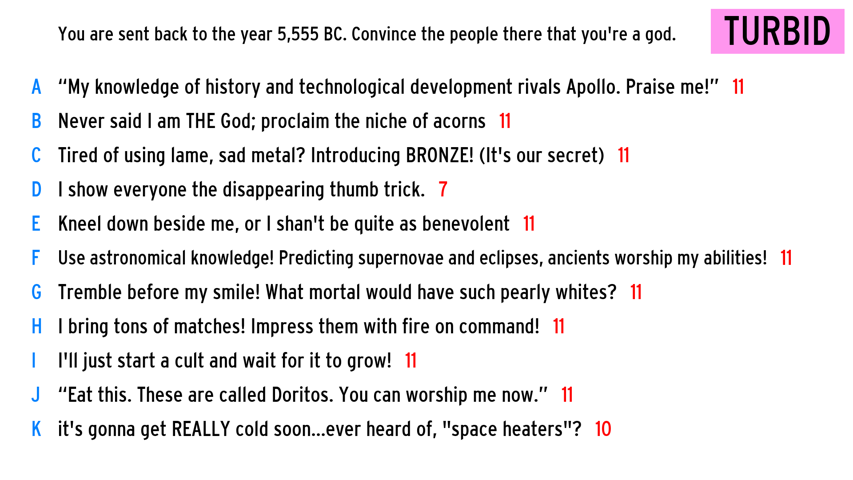 You are sent back to the year 5,555 BC. Convince the people there that you're a god.
TURBID
A “My knowledge of history and technological development rivals Apollo. Praise me!” 11
B Never said I am THE God; proclaim the niche of acorns 11
C Tired of using lame, sad metal? Introducing BRONZE! (It's our secret) 11
D I show everyone the disappearing thumb trick. 7
E Kneel down beside me, or I shan't be quite as benevolent 11
F Use astronomical knowledge! Predicting supernovae and eclipses, ancients worship my abilities! 11
G Tremble before my smile! What mortal would have such pearly whites? 11
H I bring tons of matches! Impress them with fire on command! 11
I I'll just start a cult and wait for it to grow! 11
J “Eat this. These are called Doritos. You can worship me now.” 11
K it's gonna get REALLY cold soon...ever heard of, "space heaters"? 10